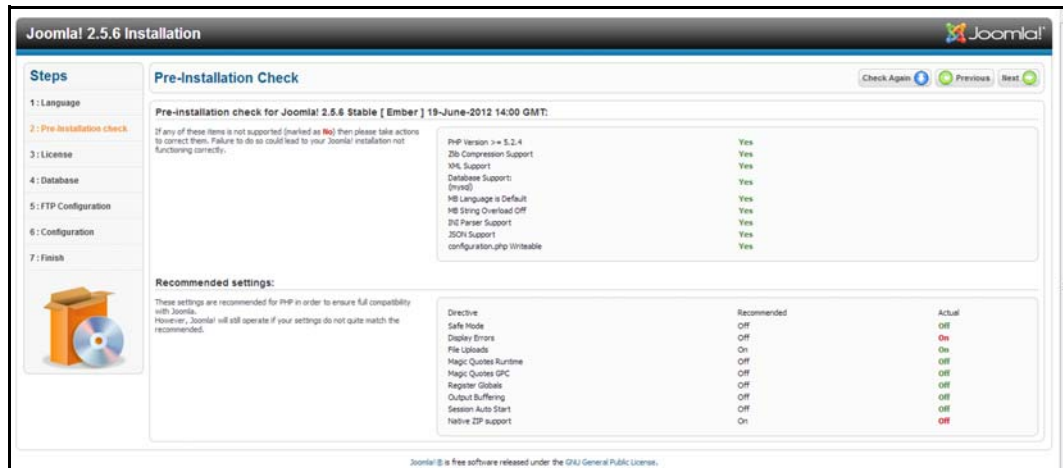 Joomla! 2.5.6 Installation
Joomla!
Steps
Pre-Installation Check
Check Again Previous Next
1 : Language
2 : Pre-Installation check
3 : License
4 : Database
5 : FTP Configuration
6 : Configuration
7 : Finish
Pre-installation check for Joomla! 2.5.6 Stable [ Ember ] 19-June-2012 14:00 GMT:
If any of these items is not supported (marked as No) then please take actions
to correct them. Failure to do so could lead to your Joomla! installation not
functioning correctly.
PHP Version >= 5.2.4 Yes
Zlib Compression Support Yes
XML Support Yes
Database Support:
(mysql) Yes
MB Language is Default Yes
MB String Overload Off Yes
INI Parser Support Yes
JSON Support Yes
configuration.php Writeable Yes
Recommended settings:
These settings are recommended for PHP in order to ensure full compatibility
with Joomla.
However, Joomla! will still operate if your settings do not quite match the
recommended.
Directive Recommended Actual
Safe Mode Off Off
Display Errors Off On
File Uploads On On
Magic Quotes Runtime Off Off
Magic Quotes GPC Off Off
Register Globals Off Off
Output Buffering Off Off
Session Auto Start Off Off
Native ZIP support On Off
Joomla! ® is free software released under the GNU General Public License.